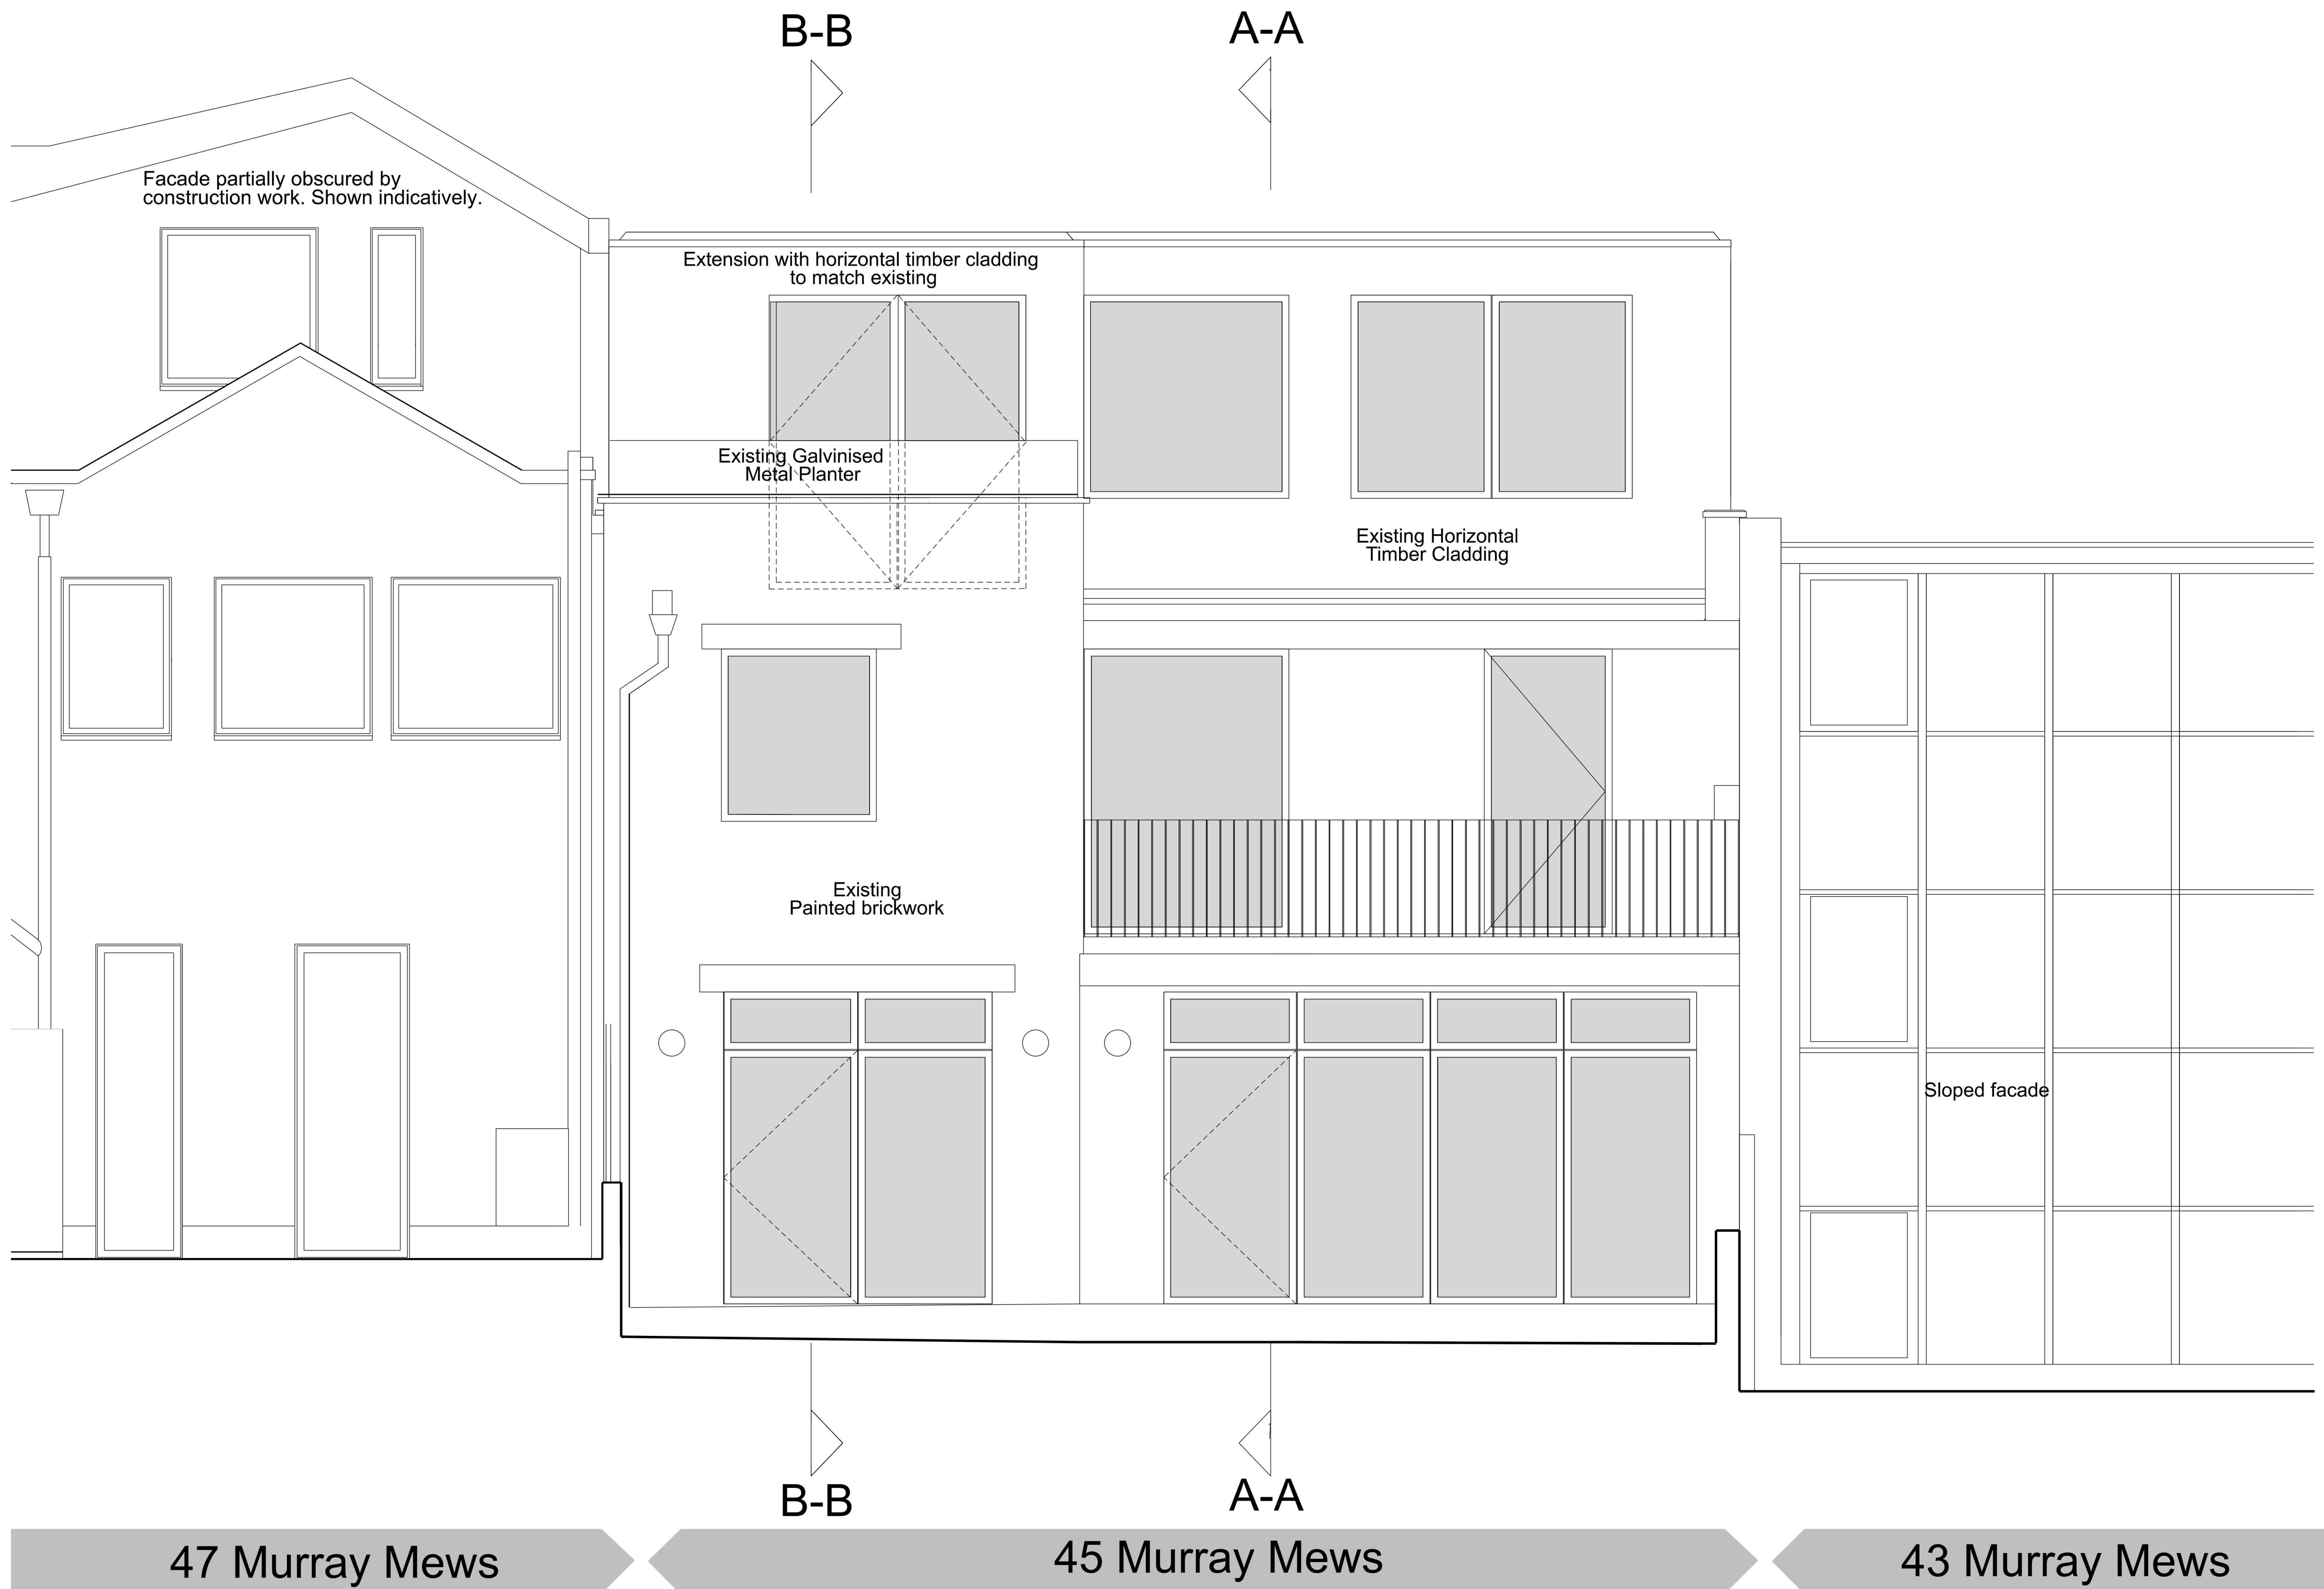 B-B
A-A
Facade partially obscured by
construction work. Shown indicatively.
Extension with horizontal timber cladding
to match existing
Existing Galvinised
Metal Planter
Existing Horizontal
Timber Cladding
Existing
Painted brickwork
Sloped facade
B-B
A-A
47 Murray Mews
45 Murray Mews
43 Murray Mews